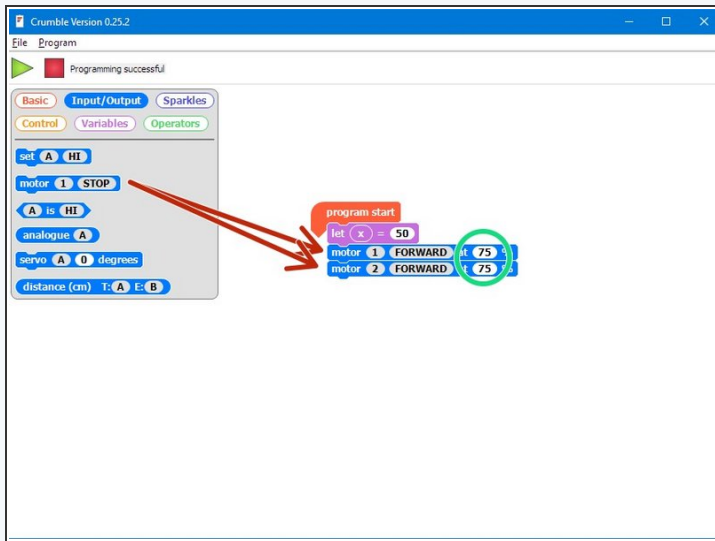 Crumble Version 0.25.2
File Program
Programming successful
Basic Input/Output Sparkles
Control Variables Operators
set A HI
motor 1 STOP
A is HI
analogue A
servo A 0 degrees
distance (cm) T: A E: B
program start
let x = 50
motor 1 FORWARD at 75 %
motor 2 FORWARD at 75 %